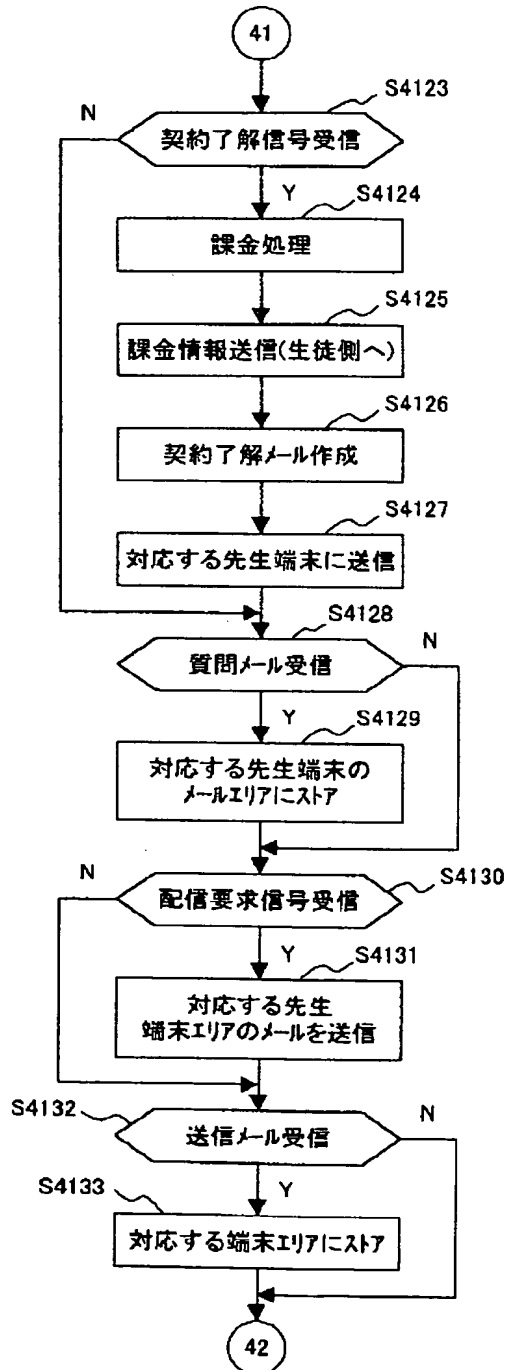 41
S4123
N
契約了解信号受信
Y
S4124
課金処理
S4125
課金情報送信(生徒側へ)
S4126
契約了解メール作成
S4127
対応する先生端末に送信
S4128
質問メール受信
N
Y
S4129
対応する先生端末の
メールエリアにストア
N
配信要求信号受信
S4130
Y
S4131
対応する先生
端末エリアのメールを送信
S4132
送信メール受信
N
Y
S4133
対応する端末エリアにストア
42